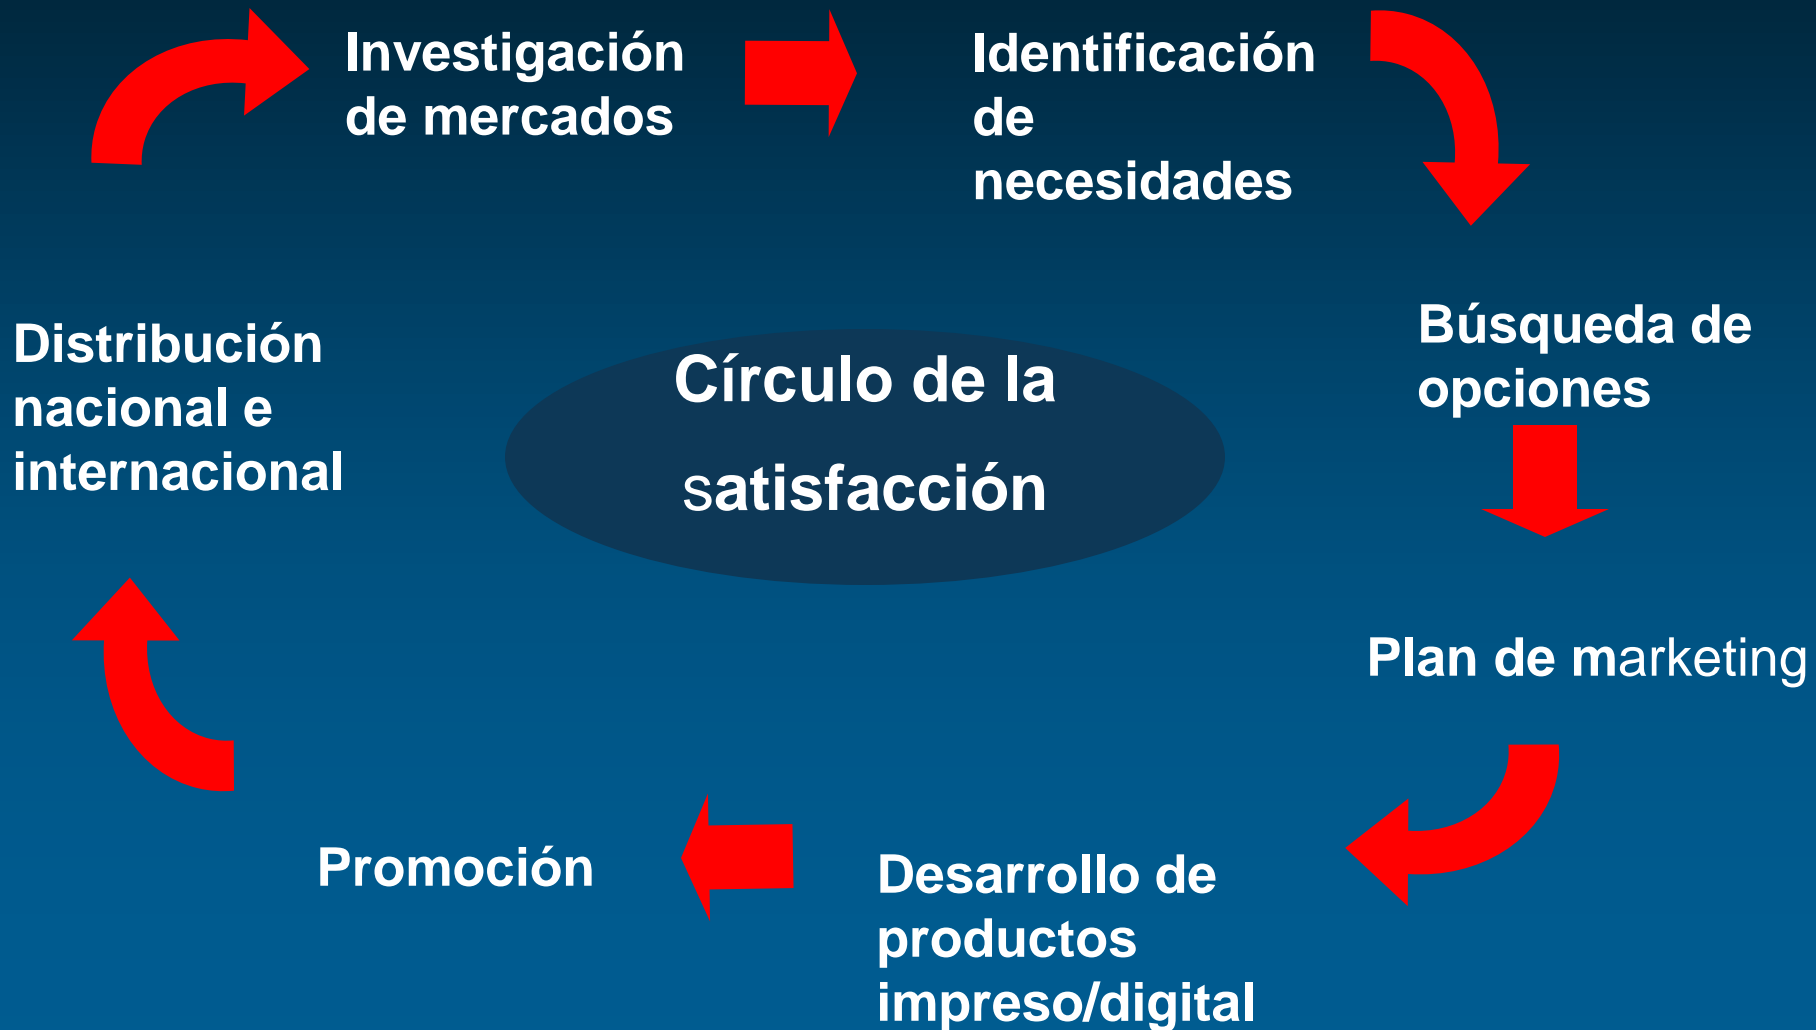 Investigación
de mercados
Identificación
de
necesidades
Búsqueda de
opciones
Plan de marketing
Desarrollo de
productos
impreso/digital
Promoción
Distribución
nacional e
internacional
Círculo de la
satisfacción